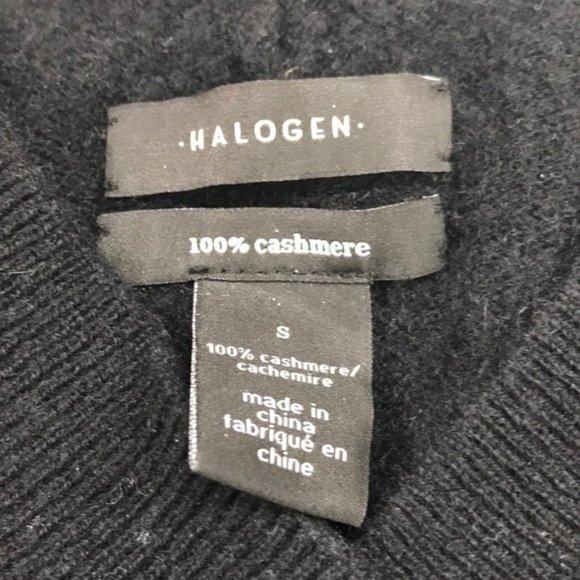 ·HALOGEN·
100% cashmere
S
100% cashmere/
cachemire
made in
china
fabriqué en
chine